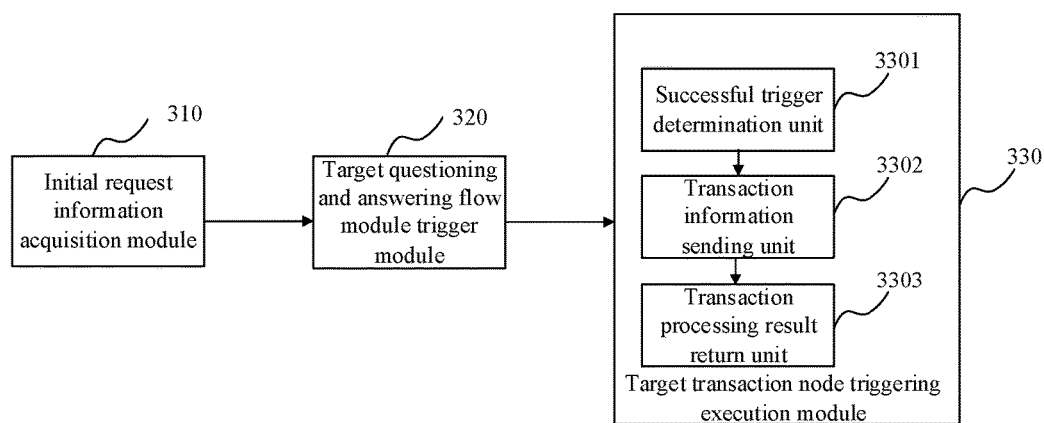 310
Initial request
information
acquisition module
320
Target questioning
and answering flow
module trigger
module
3301
Successful trigger
determination unit
3302
Transaction
information
sending unit
3303
Transaction
processing result
return unit
Target transaction node triggering
execution module
330